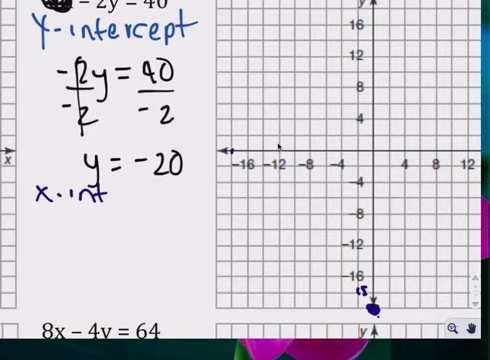 – 2y = 40
Y-intercept
-2y = 40
-2 -2
y = -20
x-int
8x – 4y = 64
x
y
16
12
8
4
-16 -12 -8 -4 4 8 12
-4
-8
-12
-16
y